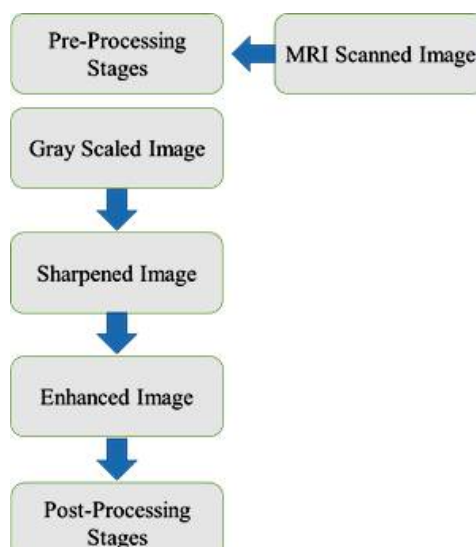 Pre-Processing
Stages
MRI Scanned Image
Gray Scaled Image
Sharpened Image
Enhanced Image
Post-Processing
Stages